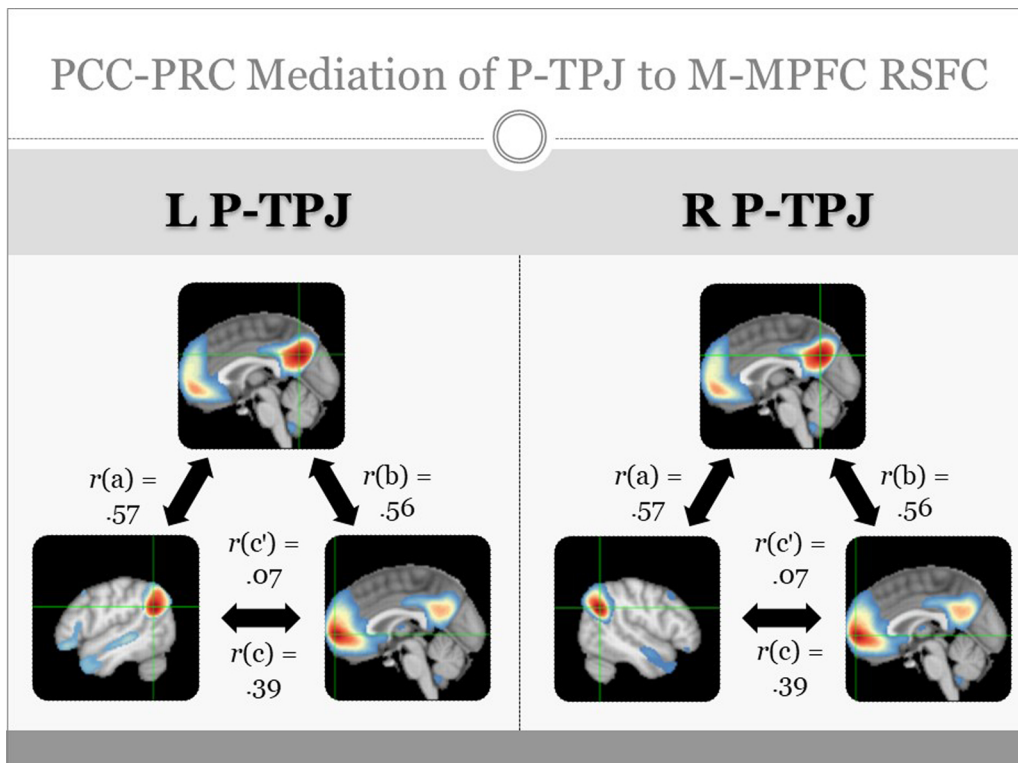 PCC-PRC Mediation of P-TPJ to M-MPFC RSFC
L P-TPJ
R P-TPJ
r(a) =
.57
r(b) =
.56
r(c') =
.07
r(c) =
.39
r(a) =
.57
r(b) =
.56
r(c') =
.07
r(c) =
.39